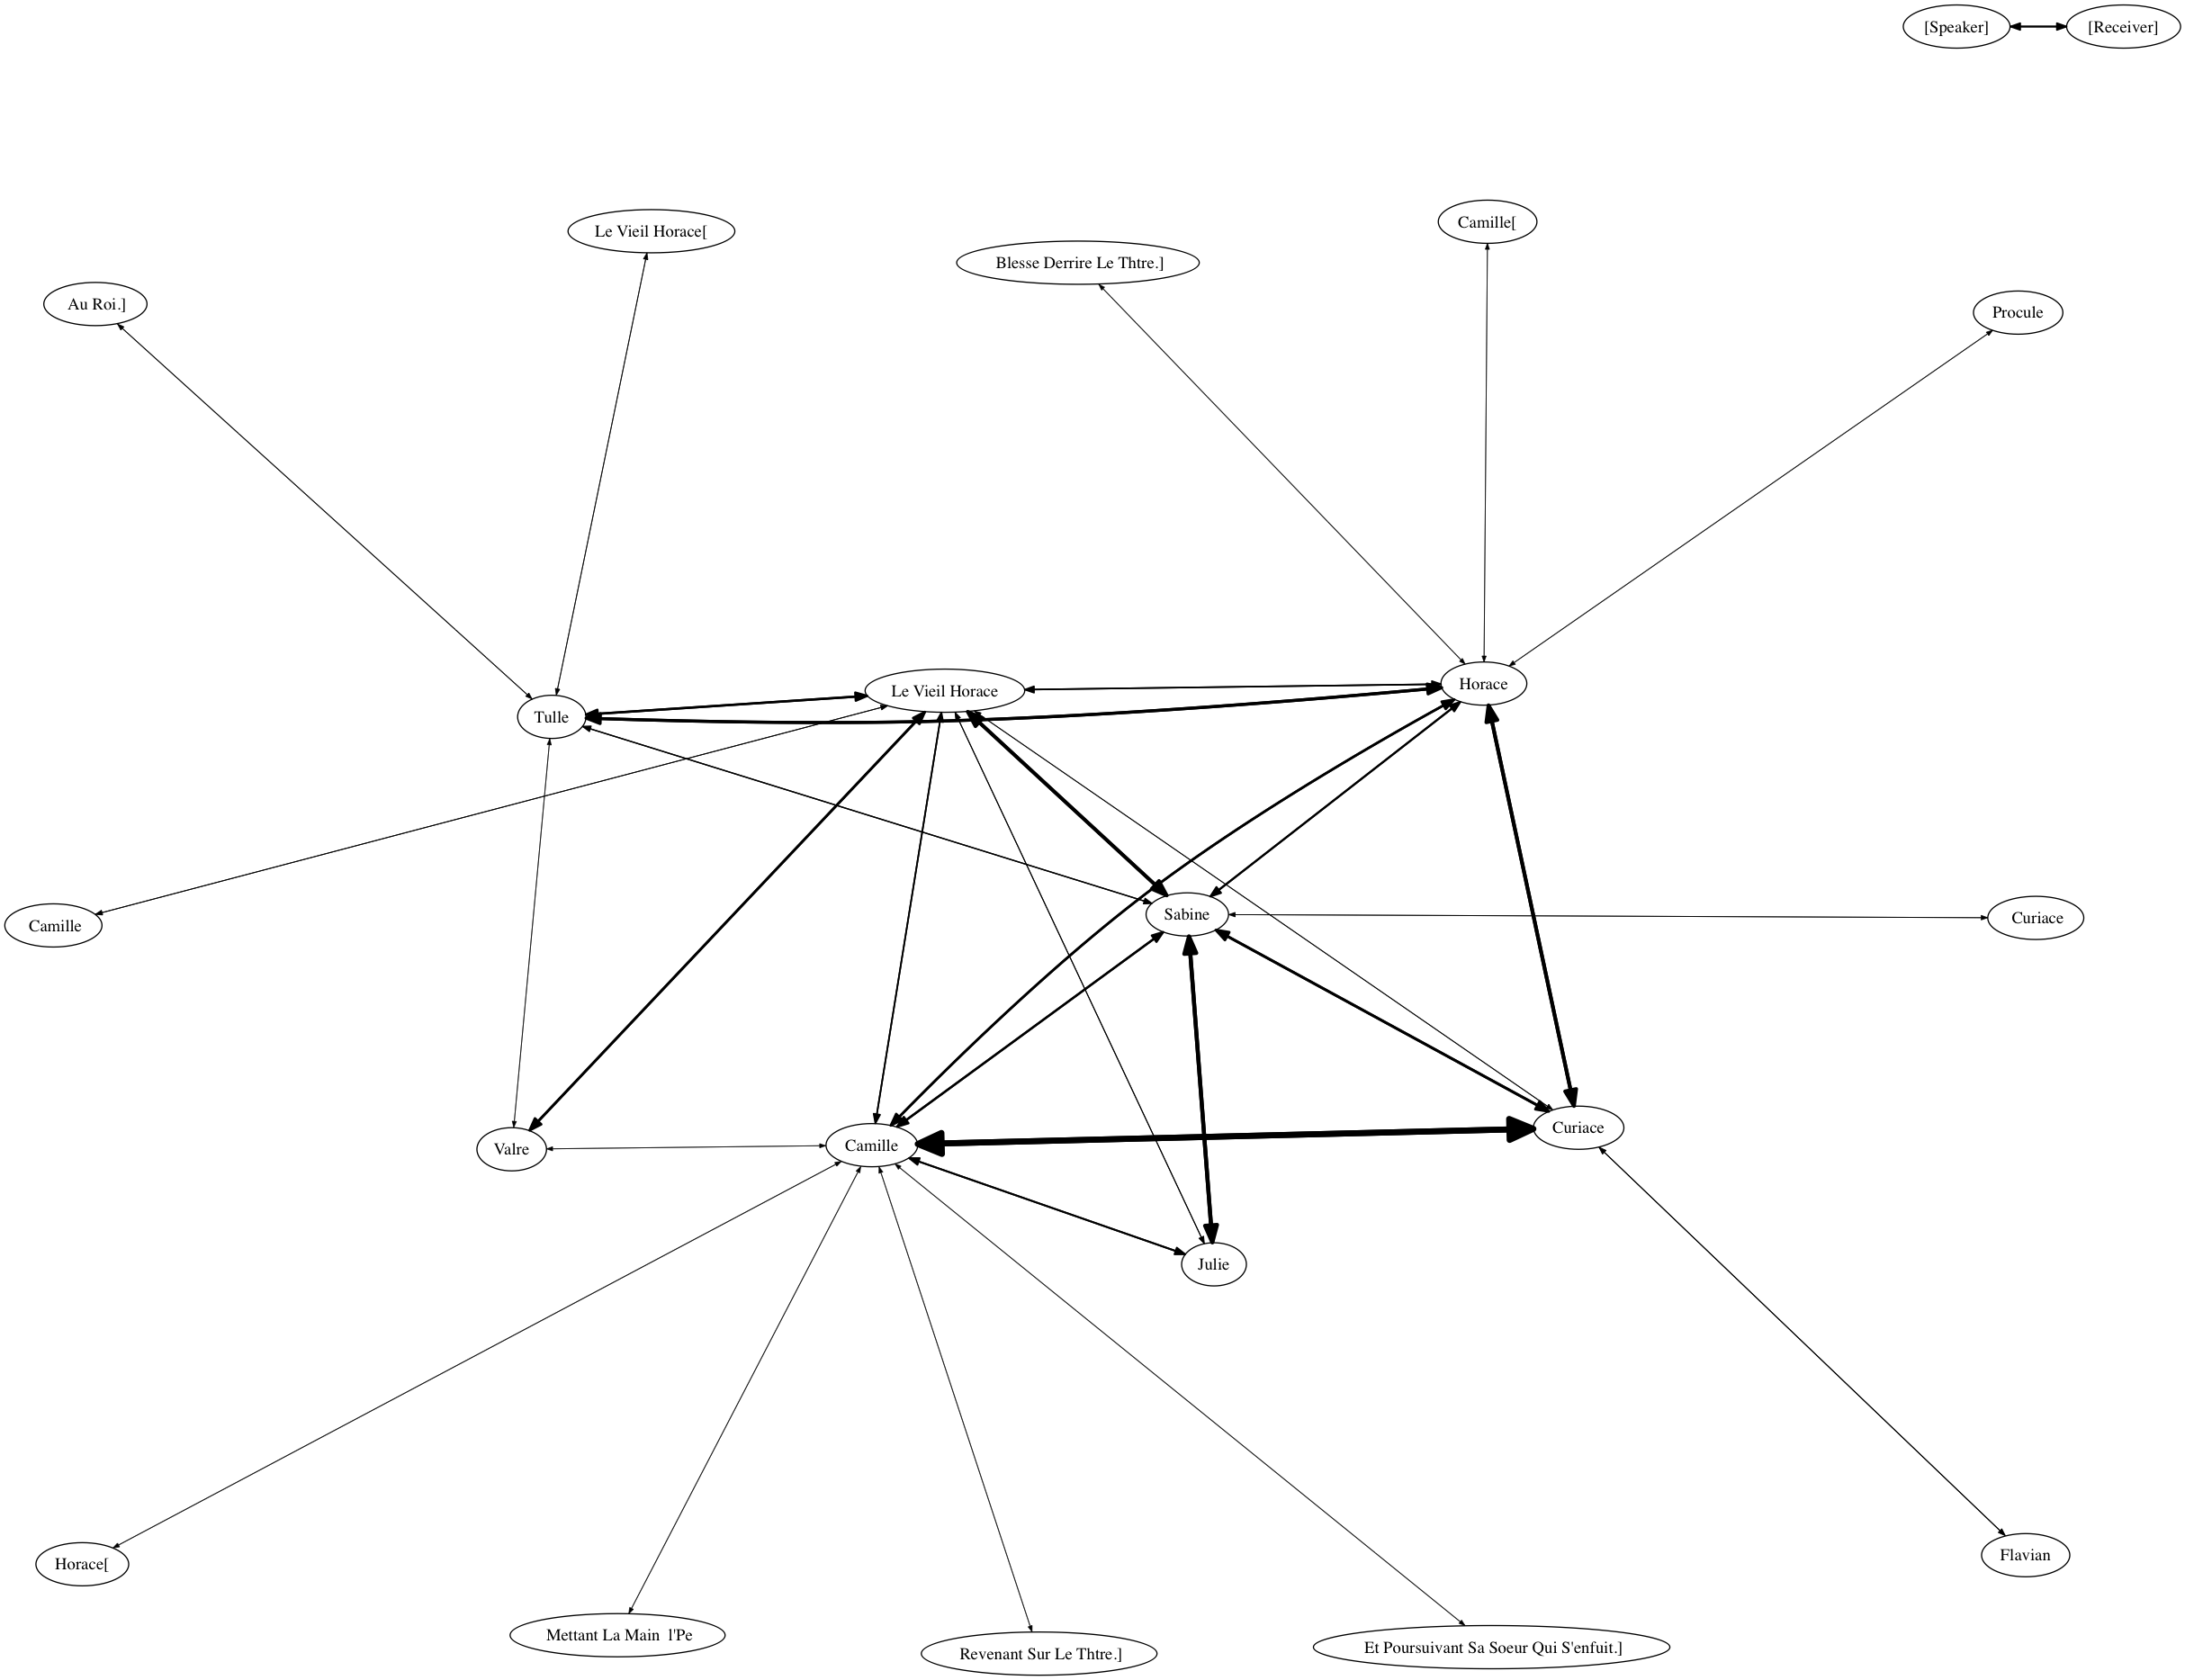 [Speaker]
[Receiver]
Camille[
Le Vieil Horace[
Blesse Derrire Le Thtre.]
Au Roi.]
Procule
Horace
Le Vieil Horace
Tulle
Sabine
Curiace
Camille
Curiace
Camille
Valre
Julie
Flavian
Horace[
Mettant La Main  l'Pe
Et Poursuivant Sa Soeur Qui S'enfuit.]
Revenant Sur Le Thtre.]